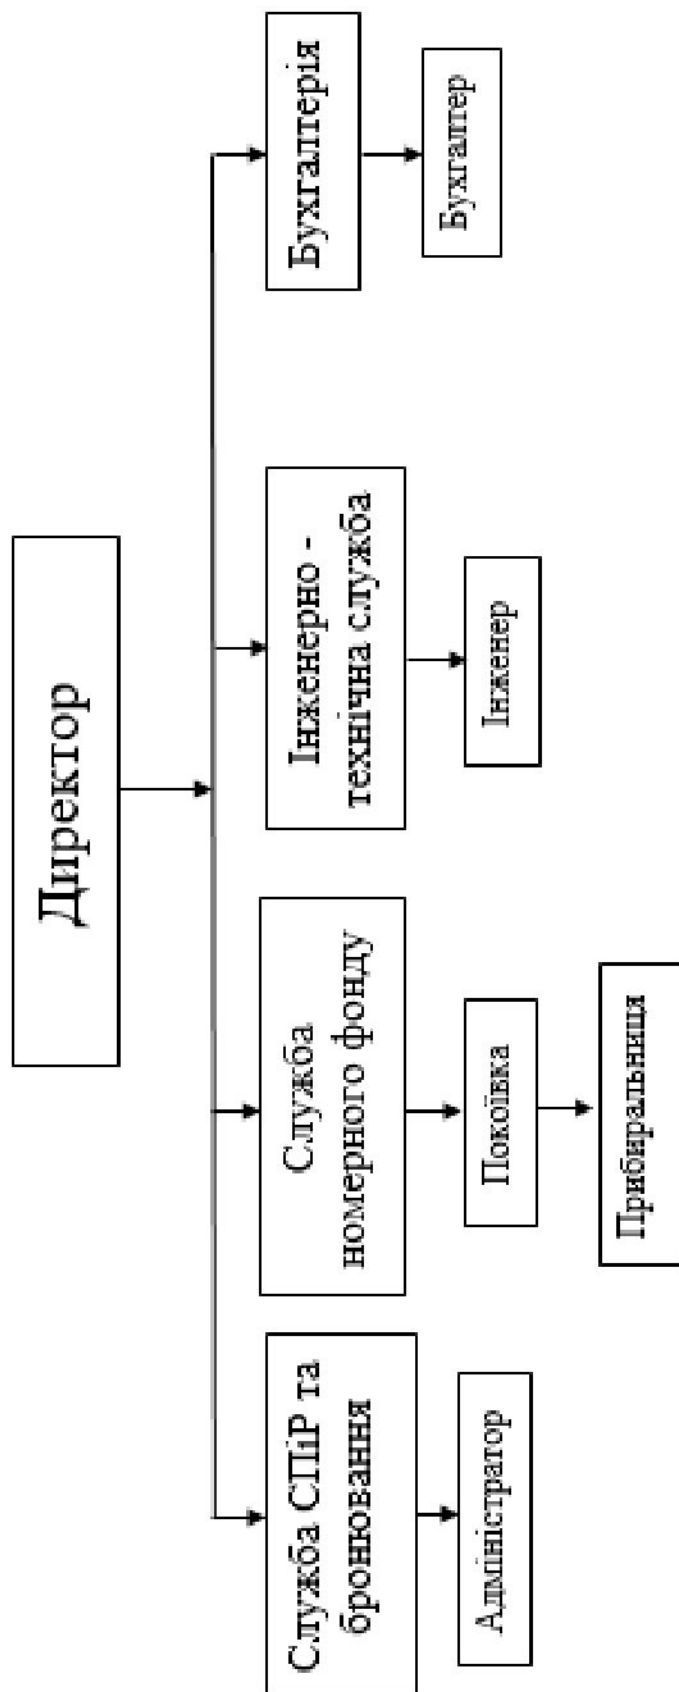 Директор
Служба СПіР та
бронювання
Служба
номерного фонду
Інженерно -
технічна служба
Бухгалтерія
Адміністратор
Покоївка
Інженер
Бухгалтер
Прибиральниця